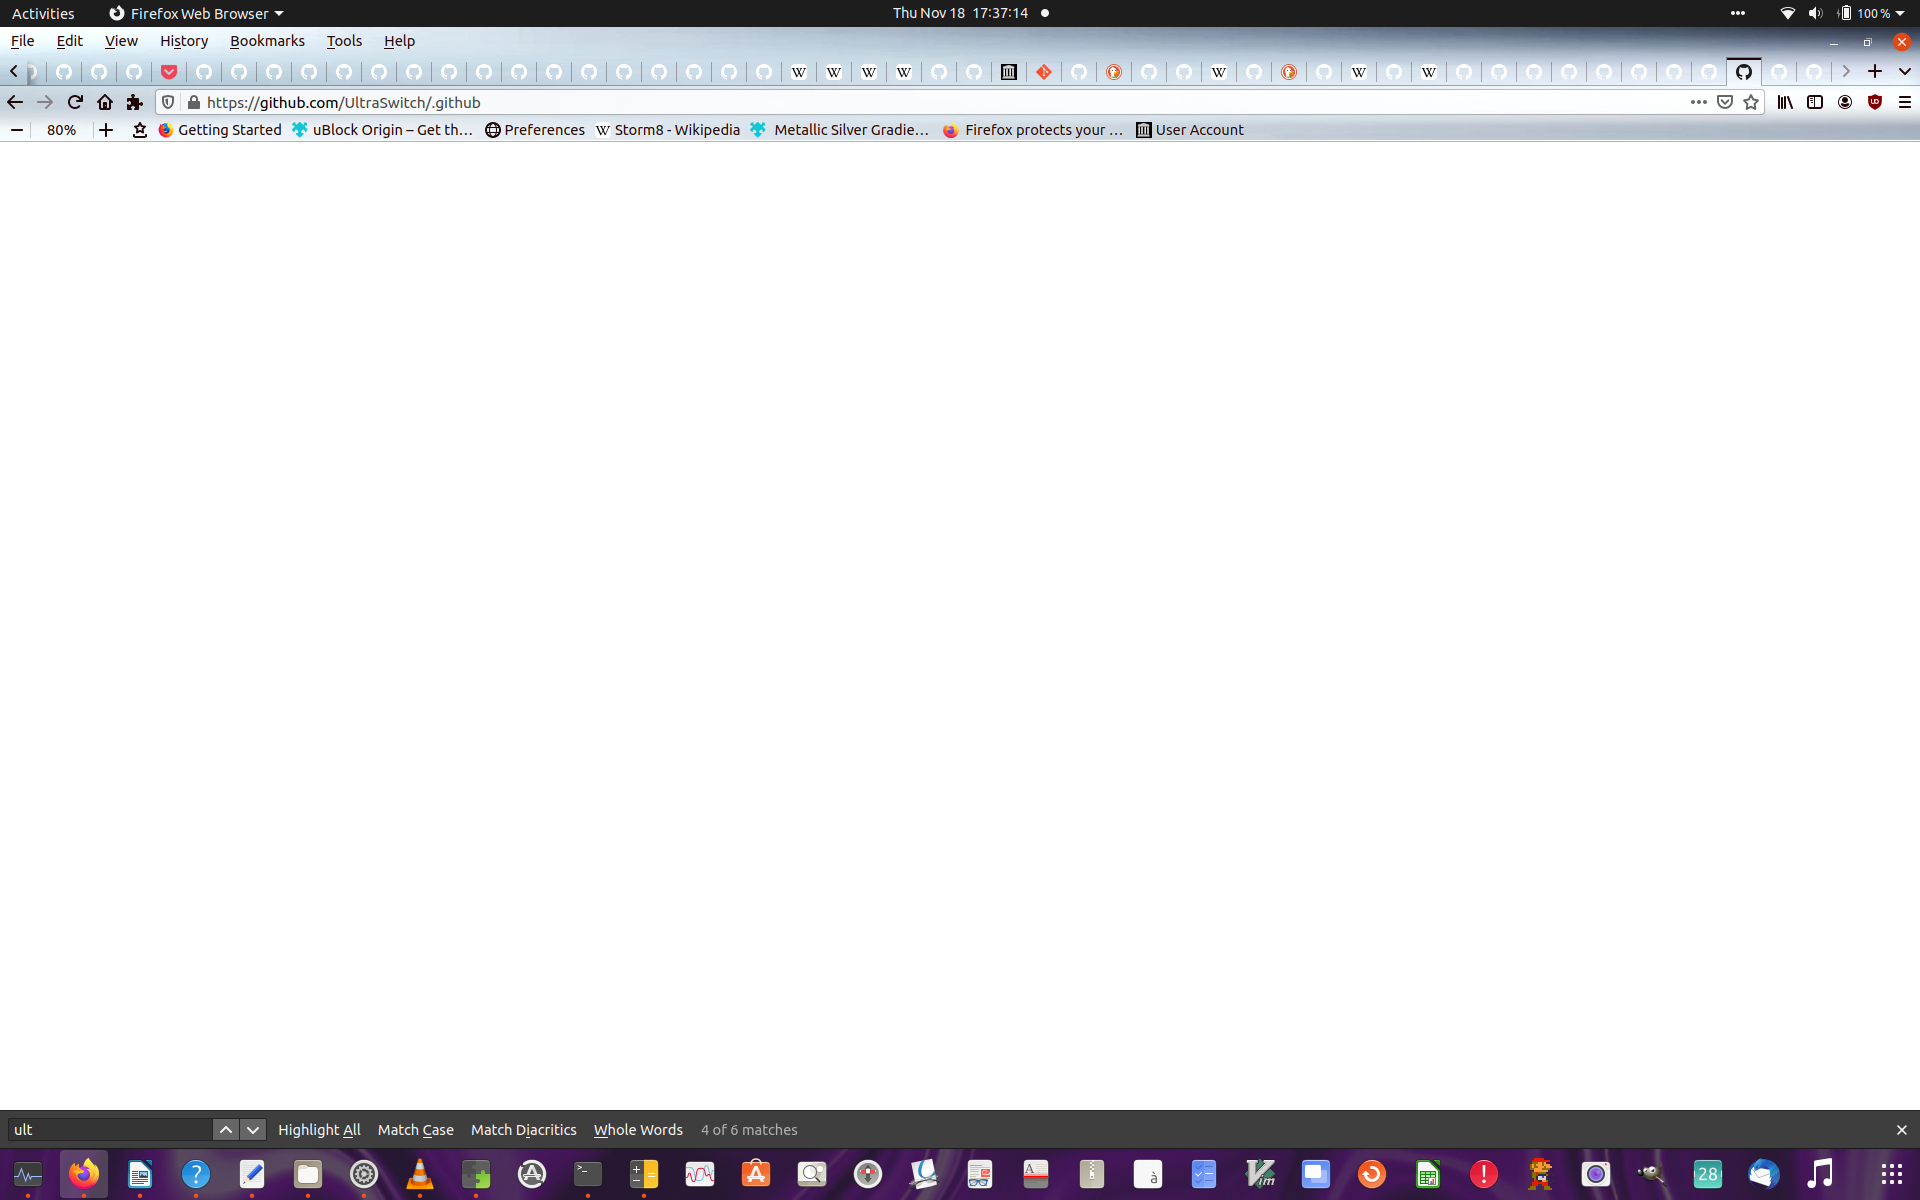 Activities Firefox Web Browser Thu Nov 18 17:37:14 100 %
File Edit View History Bookmarks Tools Help
W W W W W W W
https://github.com/UltraSwitch/.github
80% Getting Started uBlock Origin – Get th… Preferences W Storm8 - Wikipedia Metallic Silver Gradie… Firefox protects your … User Account
ult Highlight All Match Case Match Diacritics Whole Words 4 of 6 matches
? >_ A à Vim ! 28